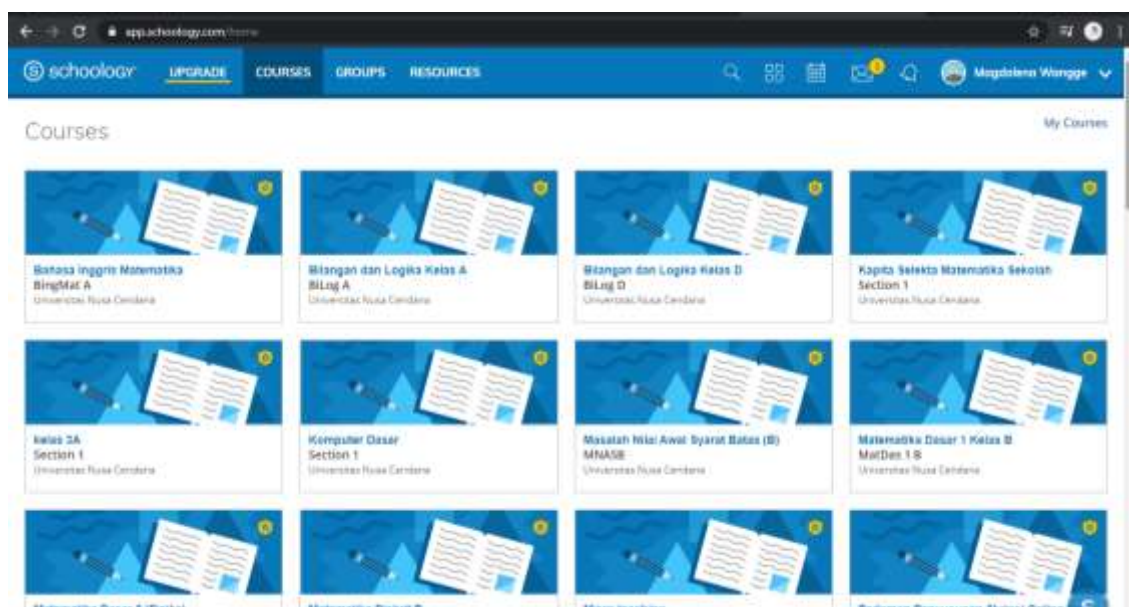 app.schoology.com/home
schoology UPGRADE COURSES GROUPS RESOURCES Magdalena Wangge
Courses
My Courses
Bahasa Inggris Matematika
BingMat A
Universitas Nusa Cendana
Bilangan dan Logika Kelas A
BiLog A
Universitas Nusa Cendana
Bilangan dan Logika Kelas D
BiLog D
Universitas Nusa Cendana
Kapita Selekta Matematika Sekolah
Section 1
Universitas Nusa Cendana
kelas 3A
Section 1
Universitas Nusa Cendana
Komputer Dasar
Section 1
Universitas Nusa Cendana
Masalah Nilai Awal Syarat Batas (B)
MNASB
Universitas Nusa Cendana
Matematika Dasar 1 Kelas B
MatDas 1 B
Universitas Nusa Cendana